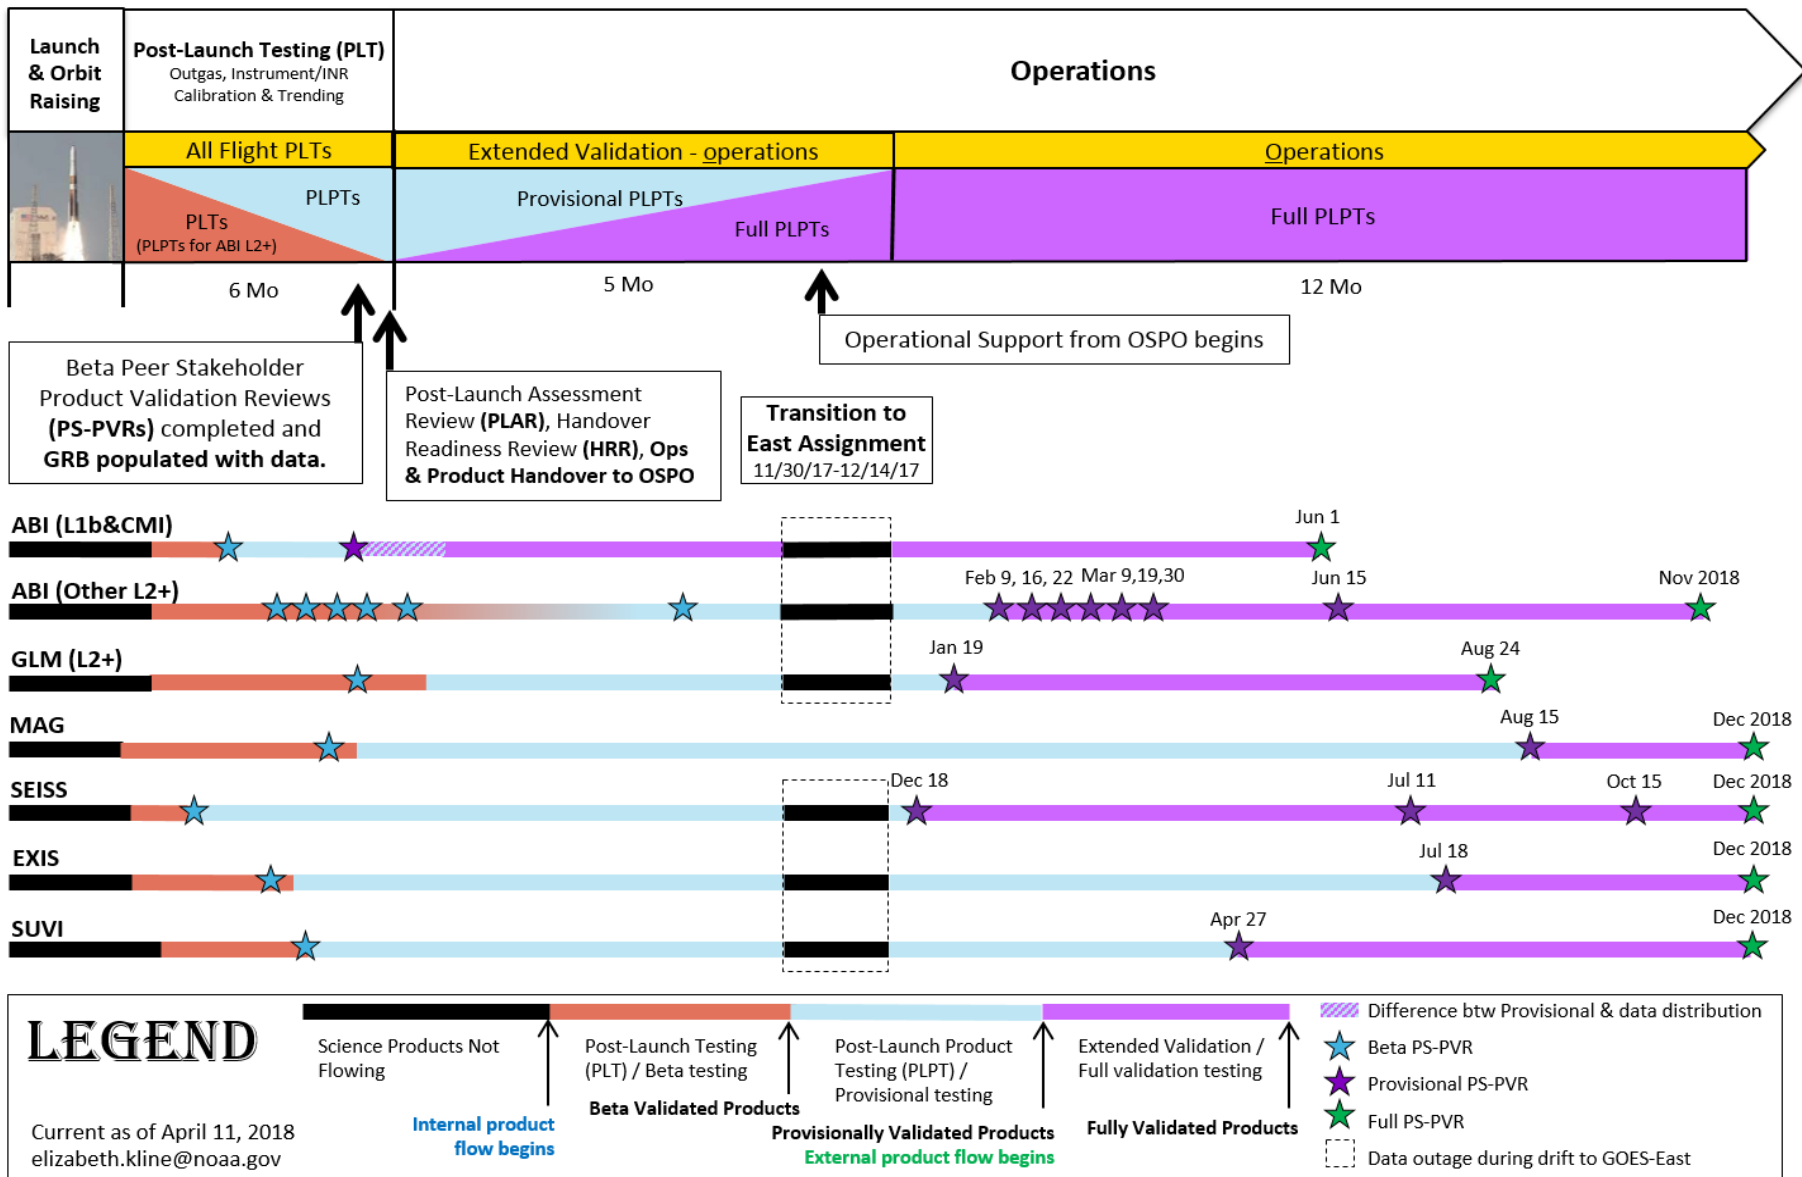 Launch
& Orbit
Raising
Post-Launch Testing (PLT)
Outgas, Instrument/INR
Calibration & Trending
Operations
All Flight PLTs
Extended Validation - operations
Operations
PLPTs
PLTs
(PLPTs for ABI L2+)
Provisional PLPTs
Full PLPTs
Full PLPTs
6 Mo
5 Mo
12 Mo
Beta Peer Stakeholder
Product Validation Reviews
(PS-PVRs) completed and
GRB populated with data.
Post-Launch Assessment
Review (PLAR), Handover
Readiness Review (HRR), Ops
& Product Handover to OSPO
Operational Support from OSPO begins
Transition to
East Assignment
11/30/17-12/14/17
ABI (L1b&CMI)
Jun 1
ABI (Other L2+)
Feb 9, 16, 22
Mar 9,19,30
Jun 15
Nov 2018
GLM (L2+)
Jan 19
Aug 24
MAG
Aug 15
Dec 2018
SEISS
Dec 18
Jul 11
Oct 15
Dec 2018
EXIS
Jul 18
Dec 2018
SUVI
Apr 27
Dec 2018
LEGEND
Current as of April 11, 2018
elizabeth.kline@noaa.gov
Science Products Not
Flowing
Internal product
flow begins
Post-Launch Testing
(PLT) / Beta testing
Beta Validated Products
Post-Launch Product
Testing (PLPT) /
Provisional testing
Provisionally Validated Products
External product flow begins
Extended Validation /
Full validation testing
Fully Validated Products
Difference btw Provisional & data distribution
Beta PS-PVR
Provisional PS-PVR
Full PS-PVR
Data outage during drift to GOES-East